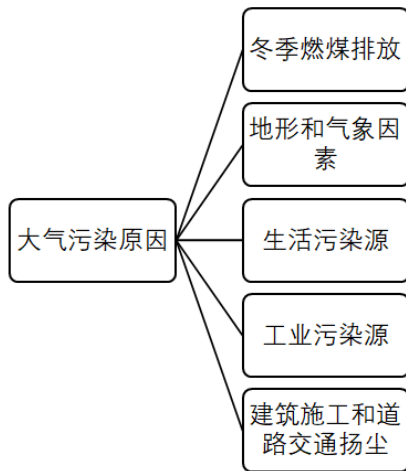 冬季燃煤排放
地形和气象因
素
大气污染原因
生活污染源
工业污染源
建筑施工和道
路交通扬尘